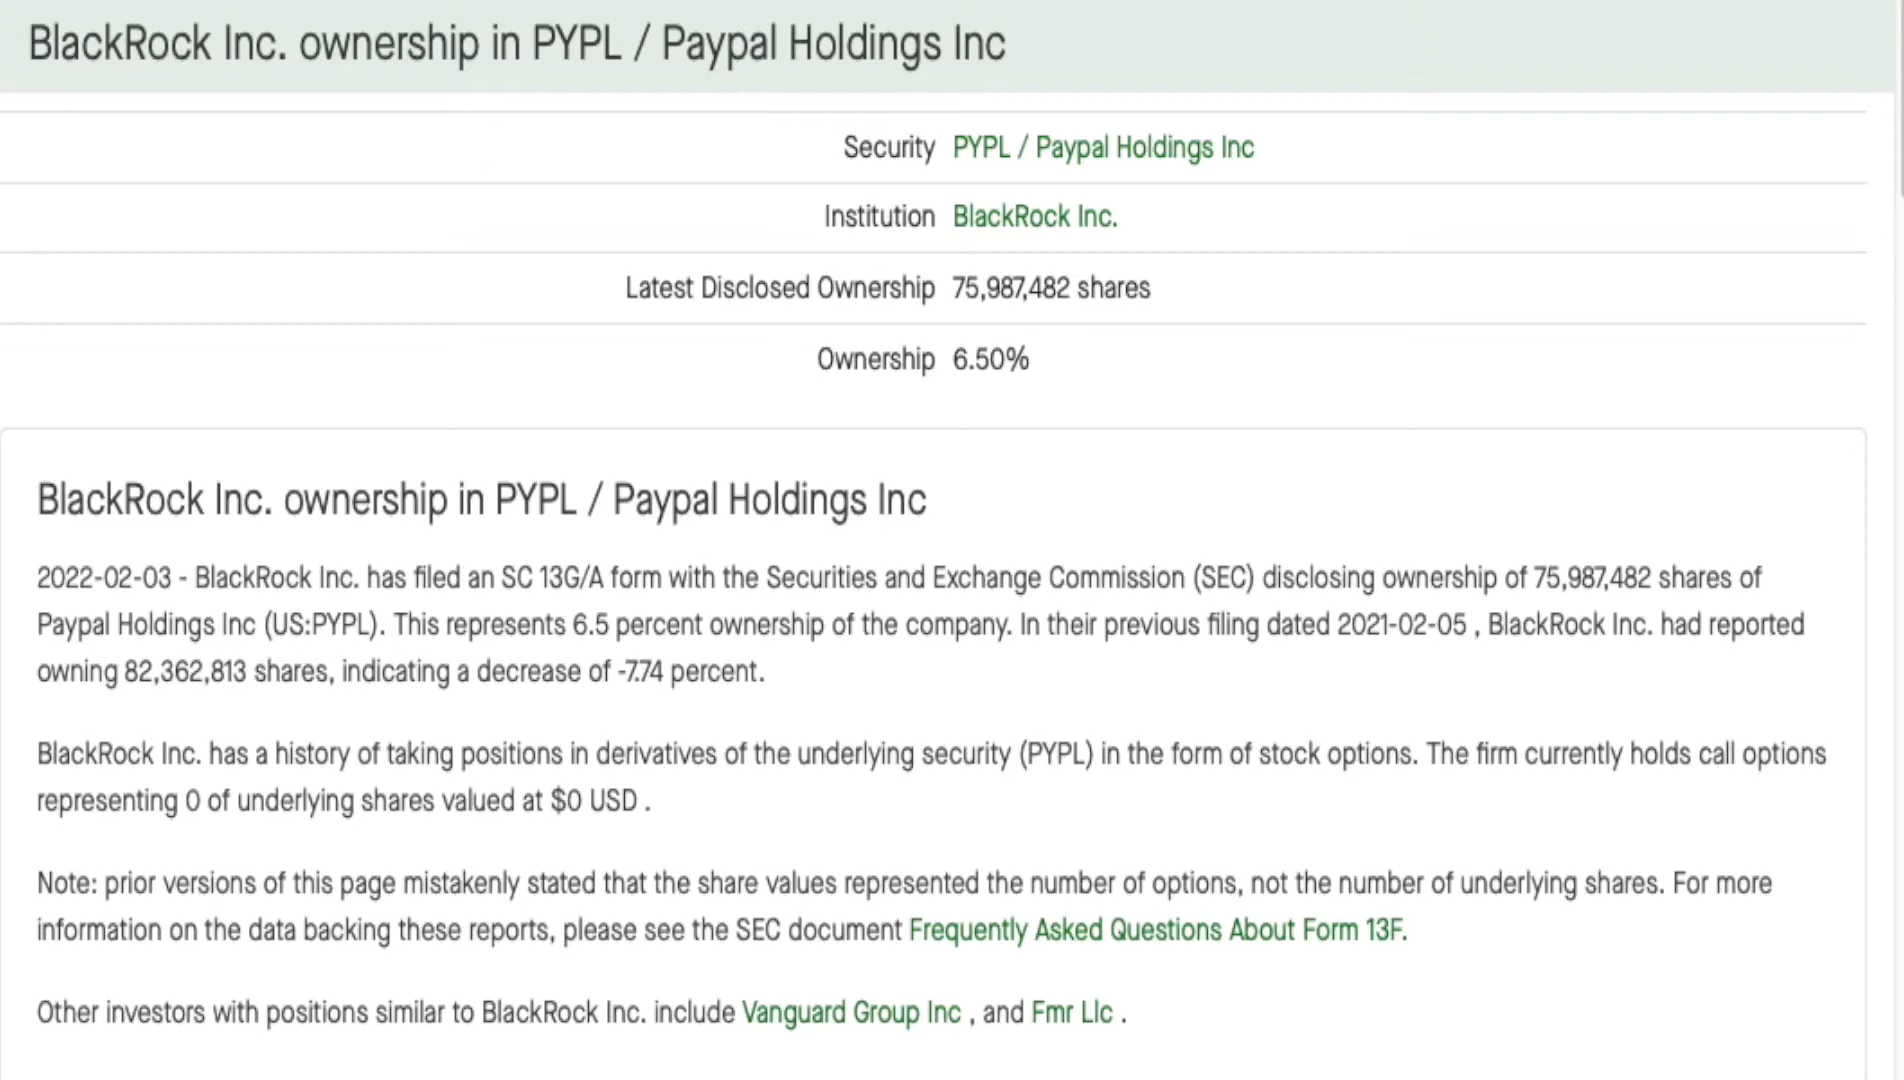 BlackRock Inc. ownership in PYPL / Paypal Holdings Inc
Security PYPL / Paypal Holdings Inc
Institution BlackRock Inc.
Latest Disclosed Ownership 75,987,482 shares
Ownership 6.50%
BlackRock Inc. ownership in PYPL / Paypal Holdings Inc
2022-02-03 - BlackRock Inc. has filed an SC 13G/A form with the Securities and Exchange Commission (SEC) disclosing ownership of 75,987,482 shares of
Paypal Holdings Inc (US:PYPL). This represents 6.5 percent ownership of the company. In their previous filing dated 2021-02-05 , BlackRock Inc. had reported
owning 82,362,813 shares, indicating a decrease of -7.74 percent.
BlackRock Inc. has a history of taking positions in derivatives of the underlying security (PYPL) in the form of stock options. The firm currently holds call options
representing 0 of underlying shares valued at $0 USD .
Note: prior versions of this page mistakenly stated that the share values represented the number of options, not the number of underlying shares. For more
information on the data backing these reports, please see the SEC document Frequently Asked Questions About Form 13F.
Other investors with positions similar to BlackRock Inc. include Vanguard Group Inc , and Fmr Llc .